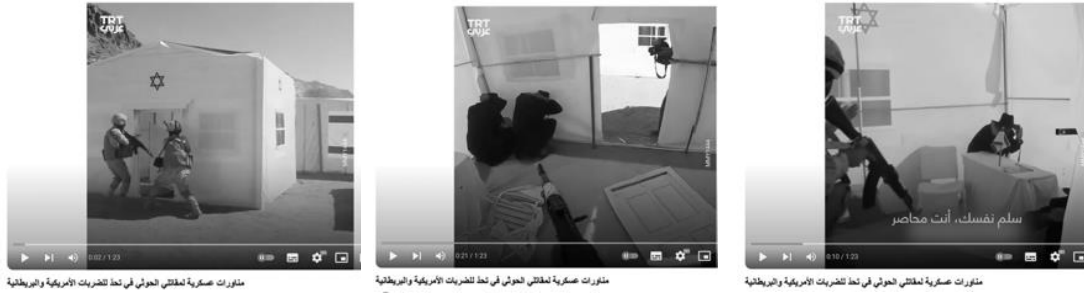 TRT
عربي
0:02 / 1:23
مناورات عسكرية لمقاتلي الحوثي في تحدٍ للضربات الأمريكية والبريطانية
TRT
عربي
0:21 / 1:23
مناورات عسكرية لمقاتلي الحوثي في تحدٍ للضربات الأمريكية والبريطانية
TRT
عربي
سلم نفسك، أنت محاصر
0:10 / 1:23
مناورات عسكرية لمقاتلي الحوثي في تحدٍ للضربات الأمريكية والبريطانية